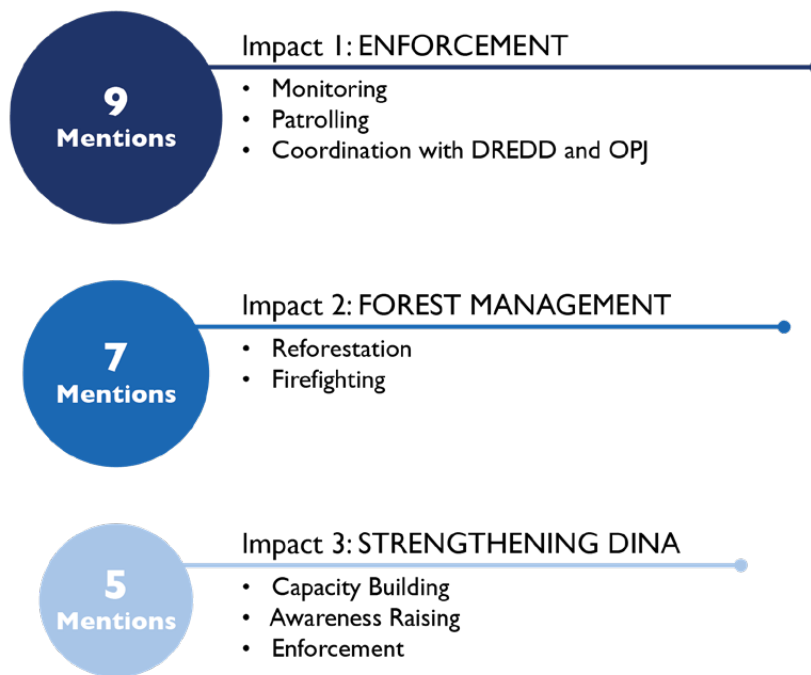 Impact 1: ENFORCEMENT
9
Mentions
• Monitoring
• Patrolling
• Coordination with DREDD and OPJ
Impact 2: FOREST MANAGEMENT
7
Mentions
• Reforestation
• Firefighting
Impact 3: STRENGTHENING DINA
5
Mentions
• Capacity Building
• Awareness Raising
• Enforcement